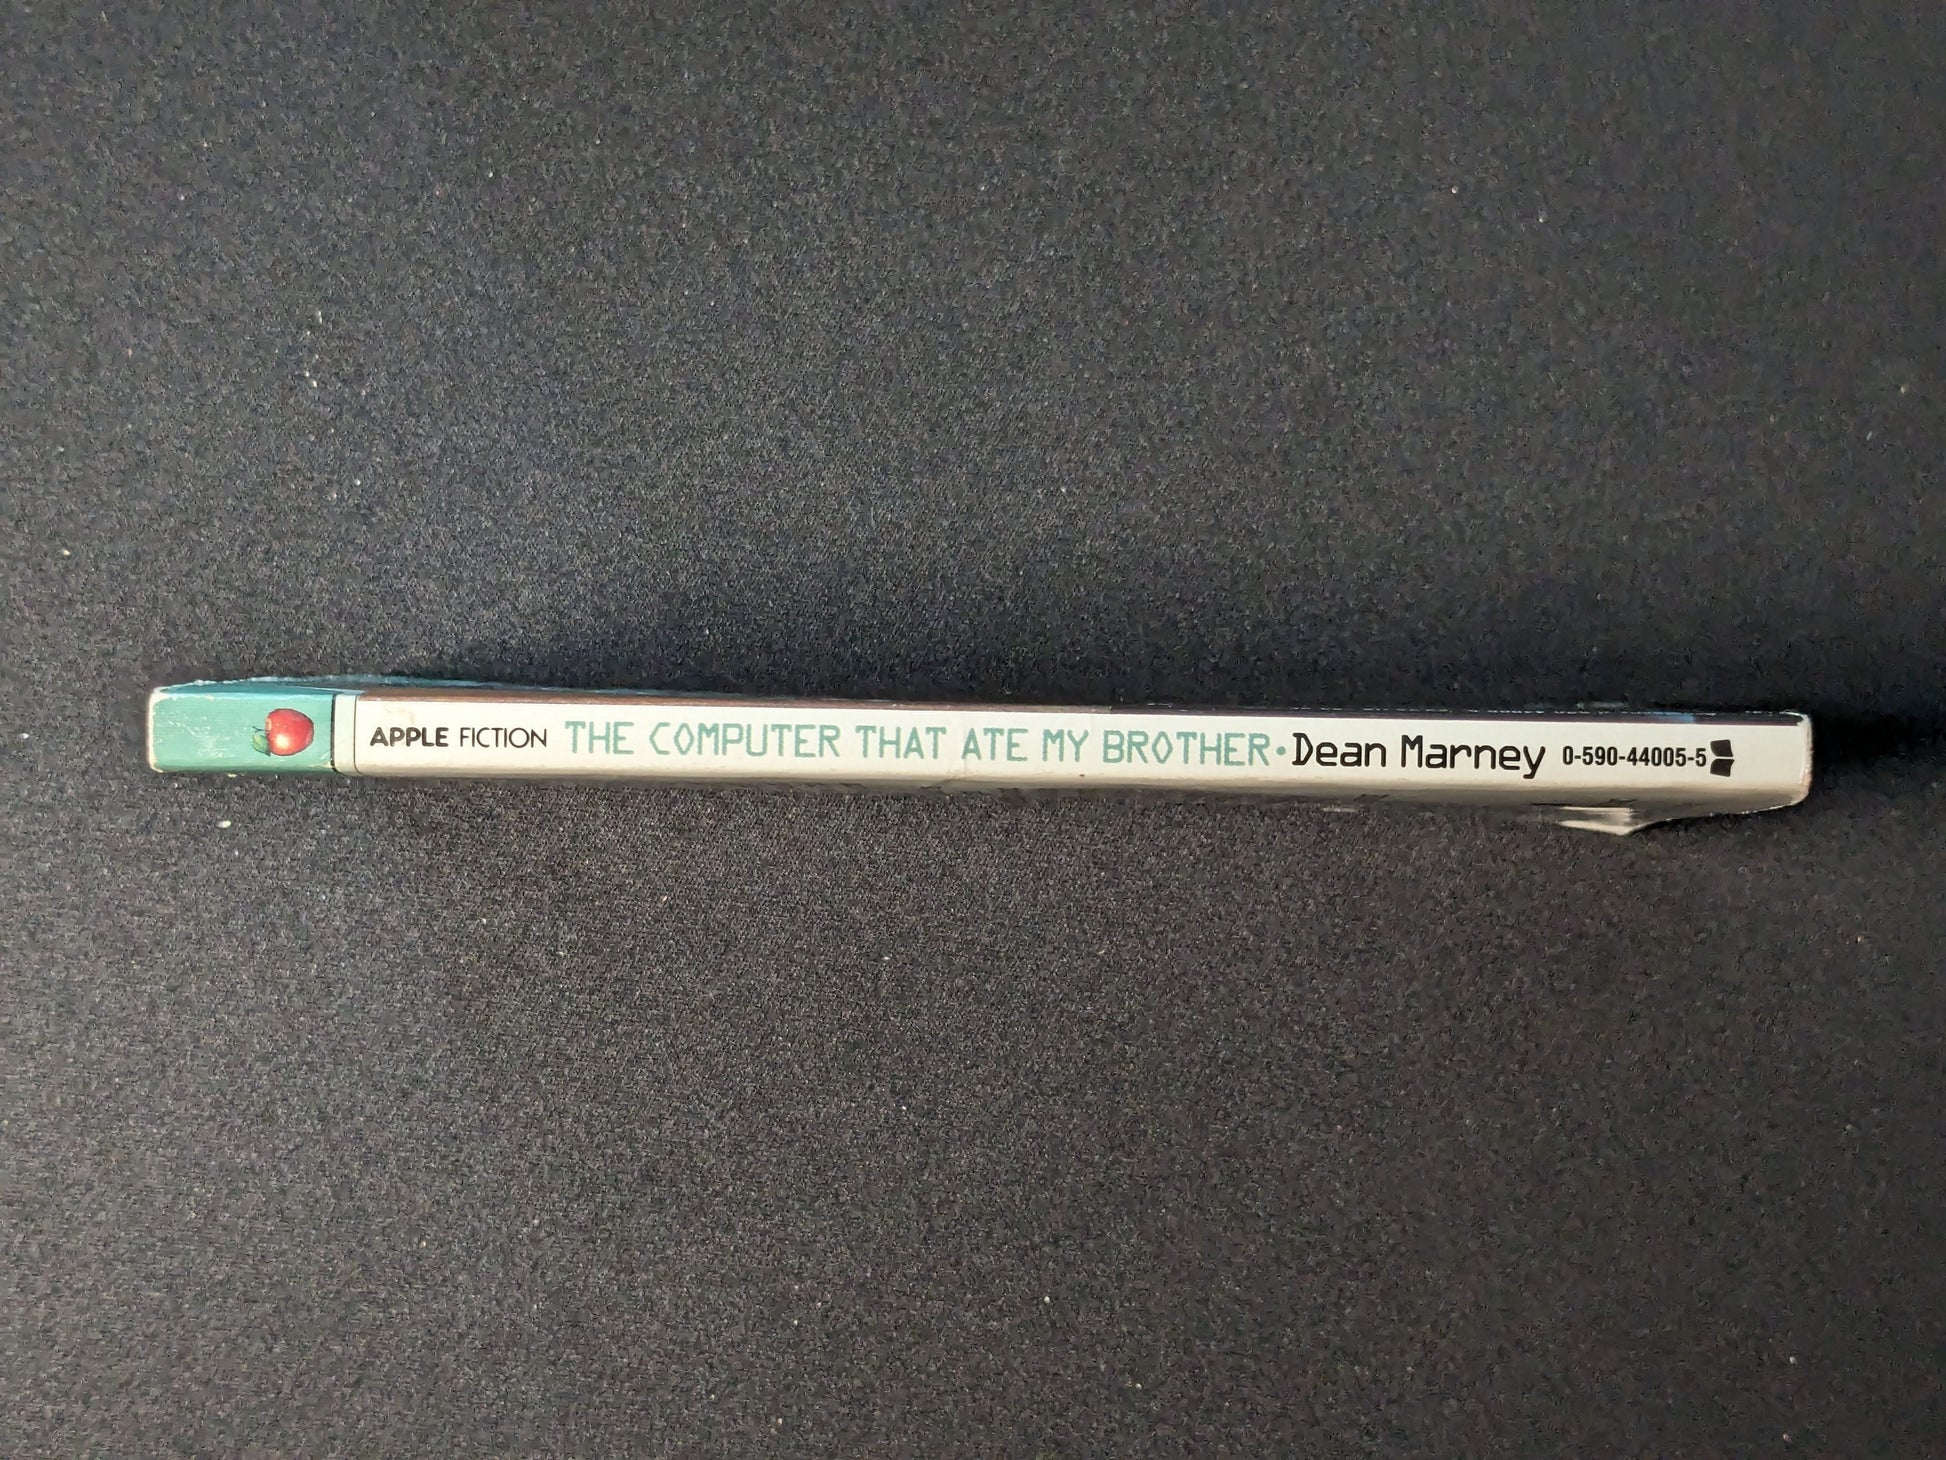 APPLE FICTION THE COMPUTER THAT ATE MY BROTHER • Dean Marney 0-590-44005-5